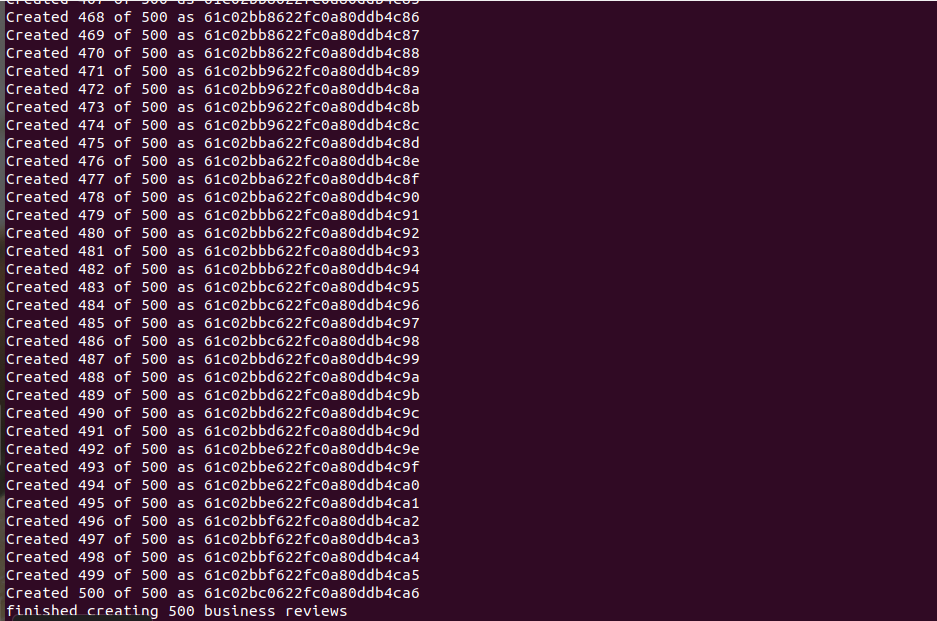 Created 468 of 500 as 61c02bb8622fc0a80ddb4c86
Created 469 of 500 as 61c02bb8622fc0a80ddb4c87
Created 470 of 500 as 61c02bb8622fc0a80ddb4c88
Created 471 of 500 as 61c02bb9622fc0a80ddb4c89
Created 472 of 500 as 61c02bb9622fc0a80ddb4c8a
Created 473 of 500 as 61c02bb9622fc0a80ddb4c8b
Created 474 of 500 as 61c02bb9622fc0a80ddb4c8c
Created 475 of 500 as 61c02bba622fc0a80ddb4c8d
Created 476 of 500 as 61c02bba622fc0a80ddb4c8e
Created 477 of 500 as 61c02bba622fc0a80ddb4c8f
Created 478 of 500 as 61c02bba622fc0a80ddb4c90
Created 479 of 500 as 61c02bbb622fc0a80ddb4c91
Created 480 of 500 as 61c02bbb622fc0a80ddb4c92
Created 481 of 500 as 61c02bbb622fc0a80ddb4c93
Created 482 of 500 as 61c02bbb622fc0a80ddb4c94
Created 483 of 500 as 61c02bbc622fc0a80ddb4c95
Created 484 of 500 as 61c02bbc622fc0a80ddb4c96
Created 485 of 500 as 61c02bbc622fc0a80ddb4c97
Created 486 of 500 as 61c02bbc622fc0a80ddb4c98
Created 487 of 500 as 61c02bbd622fc0a80ddb4c99
Created 488 of 500 as 61c02bbd622fc0a80ddb4c9a
Created 489 of 500 as 61c02bbd622fc0a80ddb4c9b
Created 490 of 500 as 61c02bbd622fc0a80ddb4c9c
Created 491 of 500 as 61c02bbd622fc0a80ddb4c9d
Created 492 of 500 as 61c02bbe622fc0a80ddb4c9e
Created 493 of 500 as 61c02bbe622fc0a80ddb4c9f
Created 494 of 500 as 61c02bbe622fc0a80ddb4ca0
Created 495 of 500 as 61c02bbe622fc0a80ddb4ca1
Created 496 of 500 as 61c02bbf622fc0a80ddb4ca2
Created 497 of 500 as 61c02bbf622fc0a80ddb4ca3
Created 498 of 500 as 61c02bbf622fc0a80ddb4ca4
Created 499 of 500 as 61c02bbf622fc0a80ddb4ca5
Created 500 of 500 as 61c02bc0622fc0a80ddb4ca6
finished creating 500 business reviews